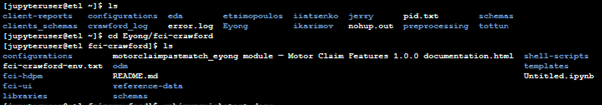 [jupyteruser@etl ~]$ ls
client-reports configurations eda etsimopoulos iiatsenko jerry pid.txt schemas
clients_schemas crawford_log error.log Eyong ikarimov nohup.out preprocessing tottun
[jupyteruser@etl ~]$ cd Eyong/fci-crawford
[jupyteruser@etl fci-crawford]$ ls
configurations motorclaimpastmatch_eyong module — Motor Claim Features 1.0.0 documentation.html shell-scripts
fci-crawford-env.txt odm templates
fci-hdpm README.md Untitled.ipynb
fci-ui reference-data
libraries schemas